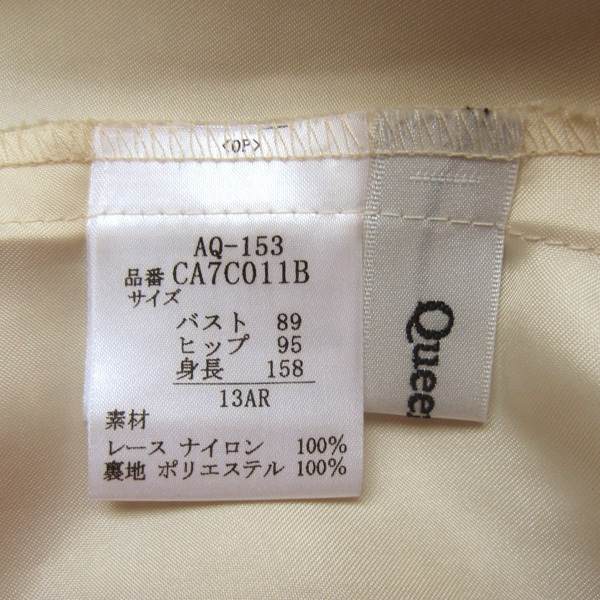 <OP>
AQ-153
品番 CA7C011B
サイズ
バスト 89
ヒップ 95
身長 158
13AR
素材
レース ナイロン 100%
裏地 ポリエステル 100%
Queen